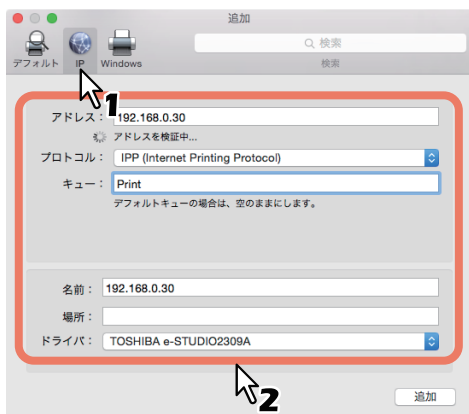 追加
デフォルト IP Windows
検索
検索
1
アドレス： 192.168.0.30
アドレスを検証中...
プロトコル： IPP (Internet Printing Protocol)
キュー： Print
デフォルトキューの場合は、空のままにします。
名前： 192.168.0.30
場所：
ドライバ： TOSHIBA e-STUDIO2309A
2
追加